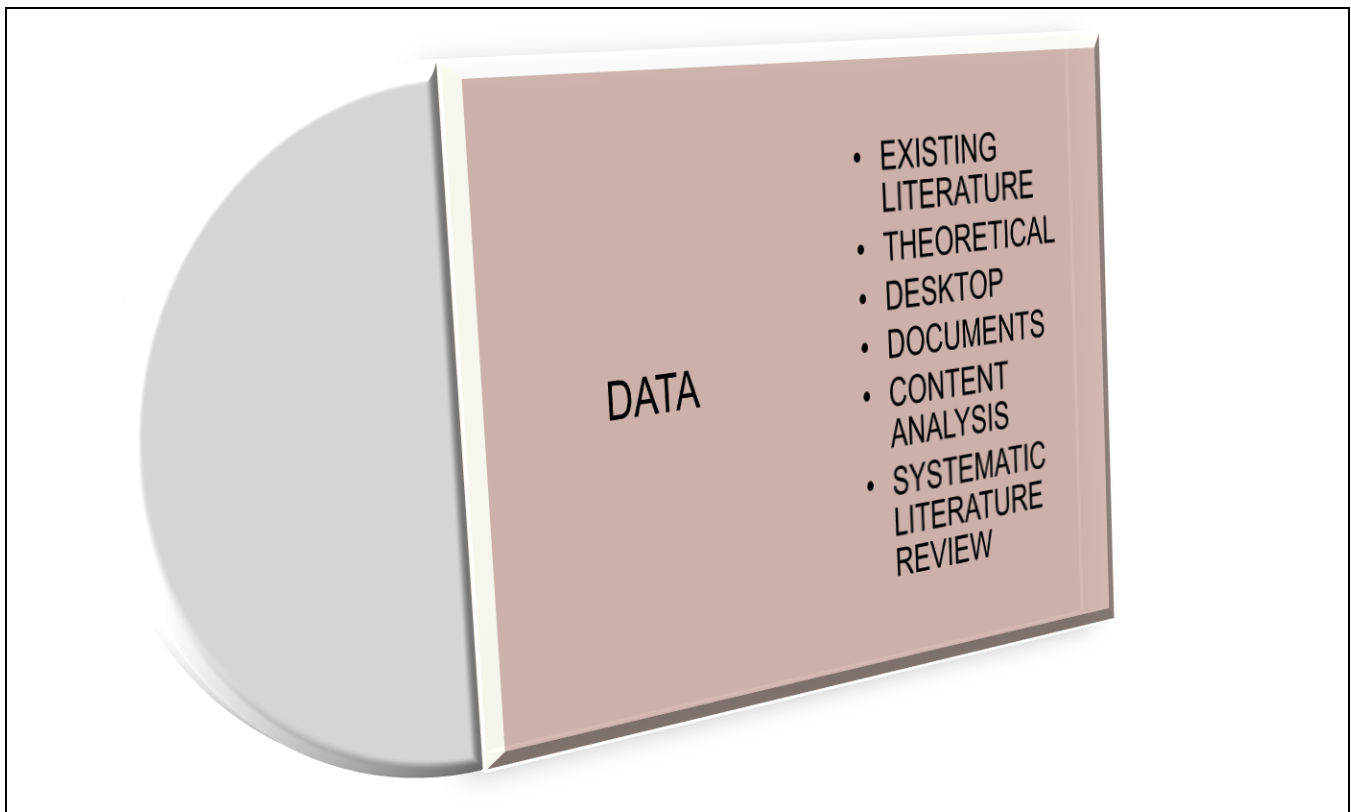 DATA
• EXISTING
LITERATURE
• THEORETICAL
• DESKTOP
• DOCUMENTS
• CONTENT
ANALYSIS
• SYSTEMATIC
LITERATURE
REVIEW